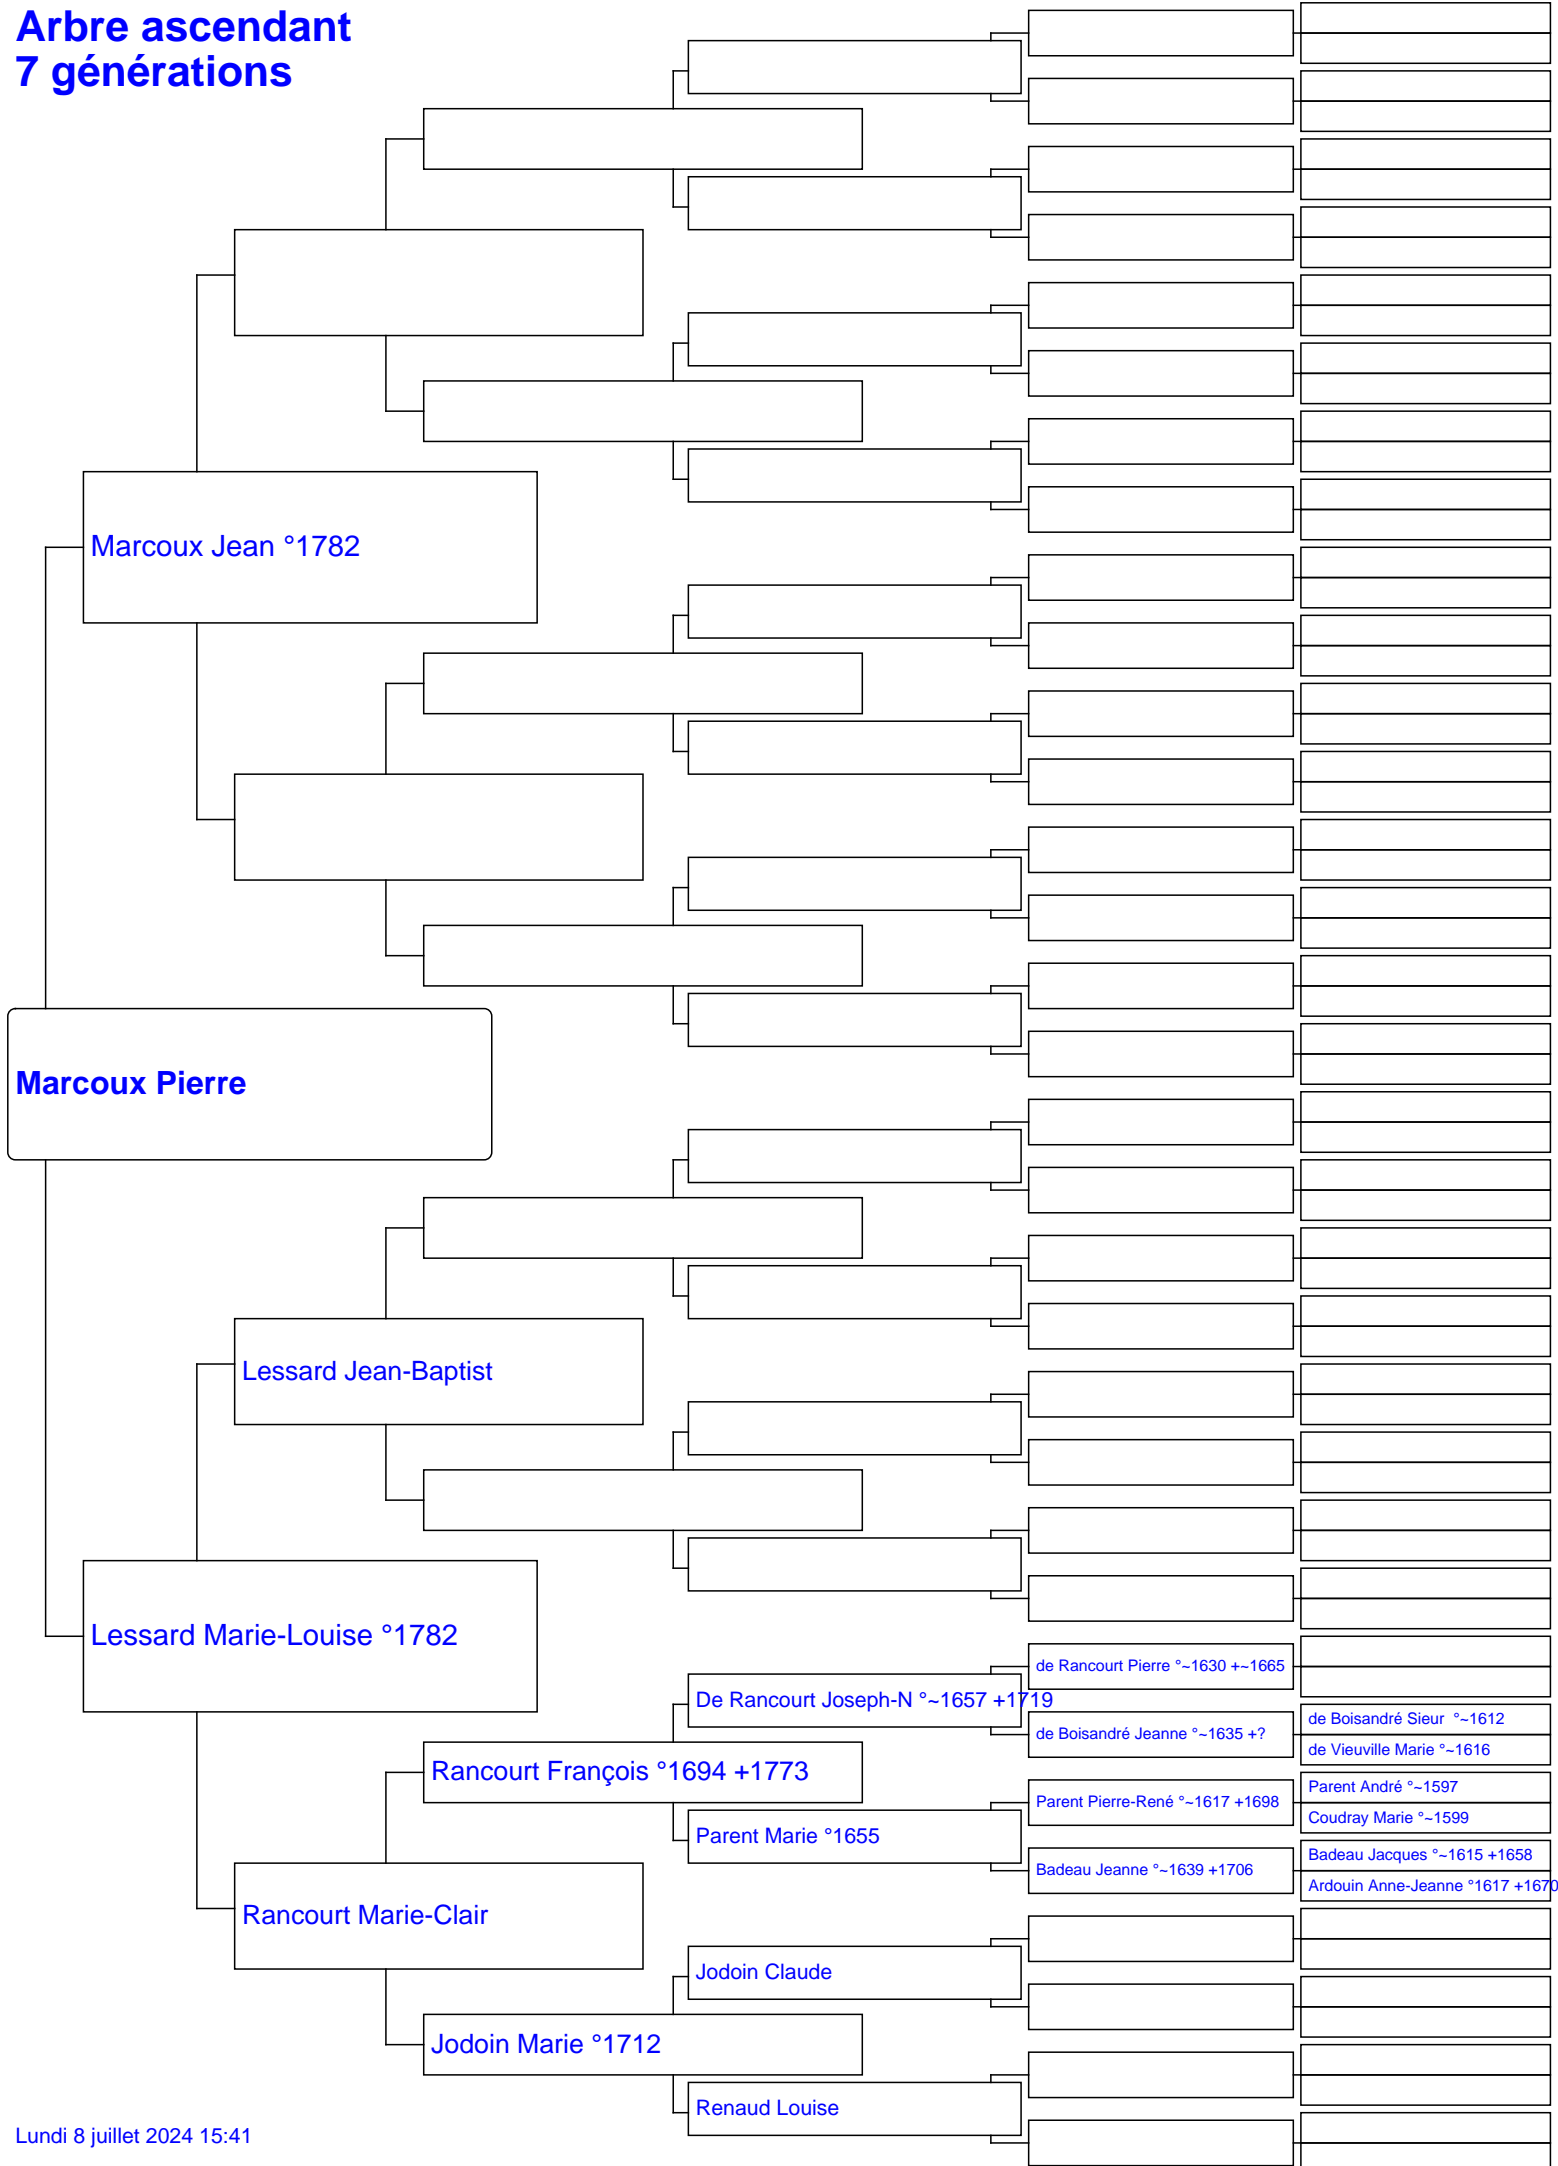 Arbre ascendant
7 générations
Marcoux Jean °1782
Marcoux Pierre
Lessard Jean-Baptist
Lessard Marie-Louise °1782
de Rancourt Pierre °~1630 +~1665
De Rancourt Joseph-N °~1657 +1719
de Boisandré Sieur  °~1612
de Boisandré Jeanne °~1635 +?
de Vieuville Marie °~1616
Rancourt François °1694 +1773
Parent André °~1597
Parent Pierre-René °~1617 +1698
Coudray Marie °~1599
Parent Marie °1655
Badeau Jacques °~1615 +1658
Badeau Jeanne °~1639 +1706
Ardouin Anne-Jeanne °1617 +1670
Rancourt Marie-Clair
Jodoin Claude
Jodoin Marie °1712
Renaud Louise
Lundi 8 juillet 2024 15:41